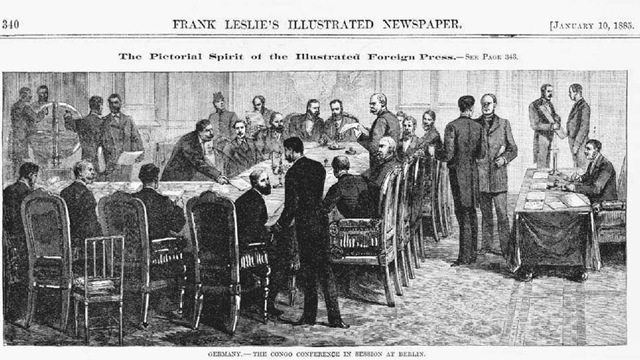 340 FRANK LESLIE'S ILLUSTRATED NEWSPAPER. [JANUARY 10, 1885.
The Pictorial Spirit of the Illustrated Foreign Press.—SEE PAGE 343.
GERMANY.—THE CONGO CONFERENCE IN SESSION AT BERLIN.